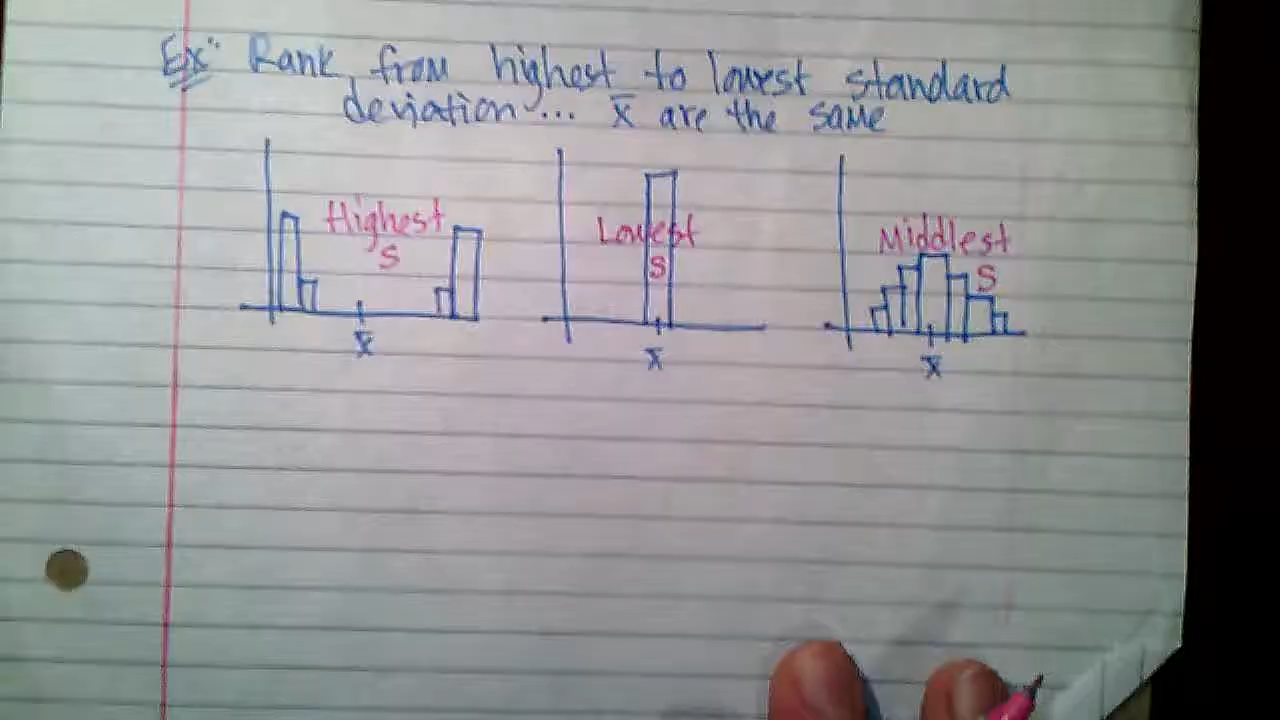 Ex: Rank, from highest to lowest standard
deviation... x̄ are the same
Highest
S
Lowest
S
Middlest
S
x̄
x̄
x̄